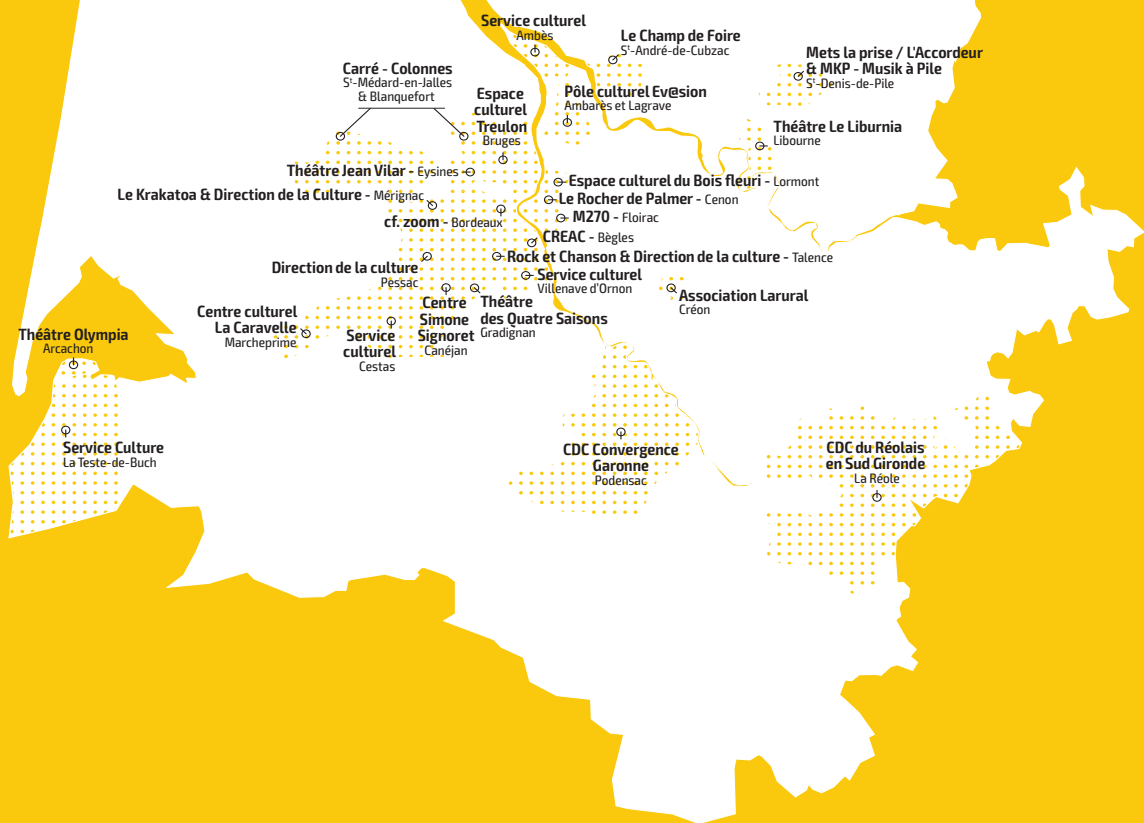 Service culturel
Ambès
Le Champ de Foire
Sᵗ-André-de-Cubzac
Mets la prise / L'Accordeur
& MKP - Musik à Pile
Sᵗ-Denis-de-Pile
Carré - Colonnes
Sᵗ-Médard-en-Jalles
& Blanquefort
Espace
culturel
Treulon
Bruges
Pôle culturel Ev@sion
Ambarès et Lagrave
Théâtre Le Liburnia
Libourne
Théâtre Jean Vilar - Eysines
Espace culturel du Bois fleuri - Lormont
Le Krakatoa & Direction de la Culture - Mérignac
Le Rocher de Palmer - Cenon
cf. zoom - Bordeaux
M270 - Floirac
CREAC - Bègles
Rock et Chanson & Direction de la culture - Talence
Direction de la culture
Pessac
Service culturel
Villenave d'Ornon
Association Larural
Créon
Centre culturel
La Caravelle
Marcheprime
Service
culturel
Cestas
Centre
Simone
Signoret
Canéjan
Théâtre
des Quatre Saisons
Gradignan
Théâtre Olympia
Arcachon
Service Culture
La Teste-de-Buch
CDC Convergence
Garonne
Podensac
CDC du Réolais
en Sud Gironde
La Réole